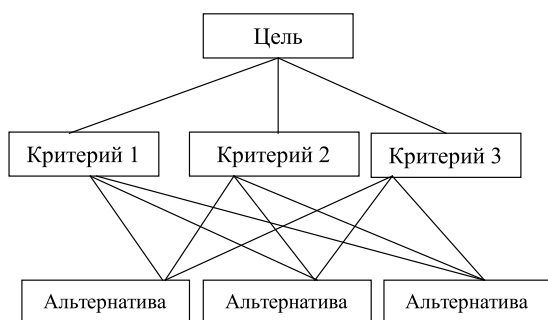 Цель
Критерий 1
Критерий 2
Критерий 3
Альтернатива
Альтернатива
Альтернатива